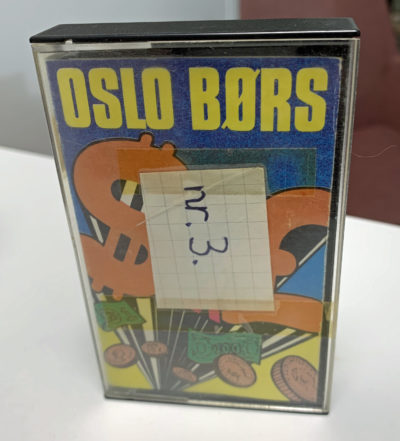 OSLO BØRS
nr. 3.